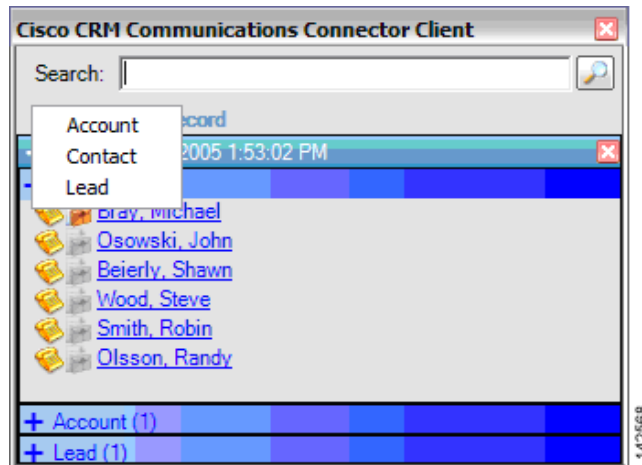 Cisco CRM Communications Connector Client
Search:
Account
Contact
Lead
ecord
2005 1:53:02 PM
Bray, Michael
Osowski, John
Beierly, Shawn
Wood, Steve
Smith, Robin
Olsson, Randy
+ Account (1)
+ Lead (1)
142568